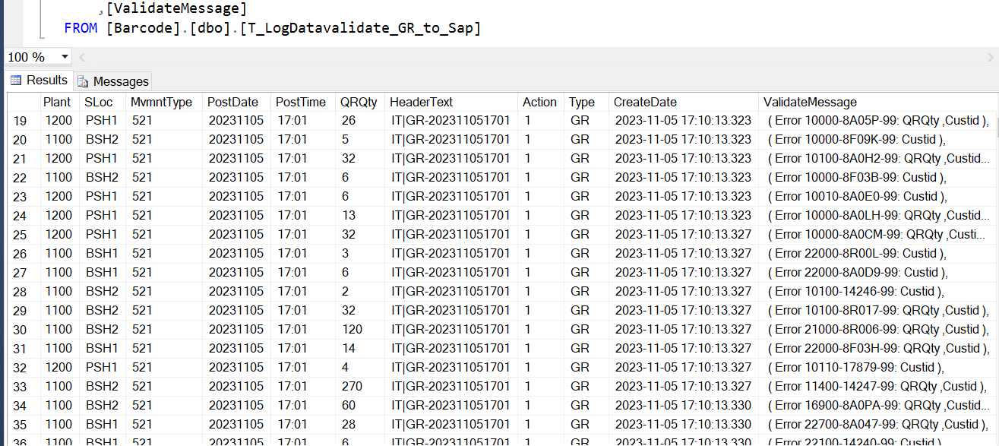 ,[ValidateMessage]
FROM [Barcode].[dbo].[T_LogDatavalidate_GR_to_Sap]
100 %
Results Messages
Plant SLoc MvmntType PostDate PostTime QRQty HeaderText Action Type CreateDate ValidateMessage
19 1200 PSH1 521 20231105 17:01 26 IT|GR-202311051701 1 GR 2023-11-05 17:10:13.323 ( Error 10000-8A05P-99: QRQty ,Custid ),
20 1100 BSH2 521 20231105 17:01 5 IT|GR-202311051701 1 GR 2023-11-05 17:10:13.323 ( Error 10000-8F09K-99: Custid ),
21 1200 PSH1 521 20231105 17:01 32 IT|GR-202311051701 1 GR 2023-11-05 17:10:13.323 ( Error 10100-8A0H2-99: QRQty ,Custid...
22 1100 BSH2 521 20231105 17:01 6 IT|GR-202311051701 1 GR 2023-11-05 17:10:13.323 ( Error 10000-8F03B-99: Custid ),
23 1200 PSH1 521 20231105 17:01 6 IT|GR-202311051701 1 GR 2023-11-05 17:10:13.323 ( Error 10010-8A0E0-99: Custid ),
24 1200 PSH1 521 20231105 17:01 13 IT|GR-202311051701 1 GR 2023-11-05 17:10:13.323 ( Error 10000-8A0LH-99: QRQty ,Custid...
25 1200 PSH1 521 20231105 17:01 32 IT|GR-202311051701 1 GR 2023-11-05 17:10:13.327 ( Error 10000-8A0CM-99: QRQty ,Custi...
26 1100 BSH1 521 20231105 17:01 3 IT|GR-202311051701 1 GR 2023-11-05 17:10:13.327 ( Error 22000-8R00L-99: Custid ),
27 1100 BSH1 521 20231105 17:01 6 IT|GR-202311051701 1 GR 2023-11-05 17:10:13.327 ( Error 22000-8A0D9-99: Custid ),
28 1100 BSH2 521 20231105 17:01 2 IT|GR-202311051701 1 GR 2023-11-05 17:10:13.327 ( Error 10100-14246-99: Custid ),
29 1100 BSH2 521 20231105 17:01 32 IT|GR-202311051701 1 GR 2023-11-05 17:10:13.327 ( Error 10100-8R017-99: QRQty ,Custid ),
30 1100 BSH2 521 20231105 17:01 120 IT|GR-202311051701 1 GR 2023-11-05 17:10:13.327 ( Error 21000-8R006-99: QRQty ,Custid ),
31 1100 BSH1 521 20231105 17:01 14 IT|GR-202311051701 1 GR 2023-11-05 17:10:13.327 ( Error 22000-8F03H-99: QRQty ,Custid ),
32 1200 PSH1 521 20231105 17:01 4 IT|GR-202311051701 1 GR 2023-11-05 17:10:13.327 ( Error 10110-17879-99: Custid ),
33 1100 BSH2 521 20231105 17:01 270 IT|GR-202311051701 1 GR 2023-11-05 17:10:13.327 ( Error 11400-14247-99: QRQty ,Custid ),
34 1100 BSH2 521 20231105 17:01 60 IT|GR-202311051701 1 GR 2023-11-05 17:10:13.330 ( Error 16900-8A0PA-99: QRQty ,Custid...
35 1100 BSH1 521 20231105 17:01 28 IT|GR-202311051701 1 GR 2023-11-05 17:10:13.330 ( Error 22700-8A047-99: QRQty ,Custid ),
36 1100 BSH1 521 20231105 17:01 6 IT|GR-202311051701 1 GR 2023-11-05 17:10:13.330 ( Error 22100-14240-99: Custid ),